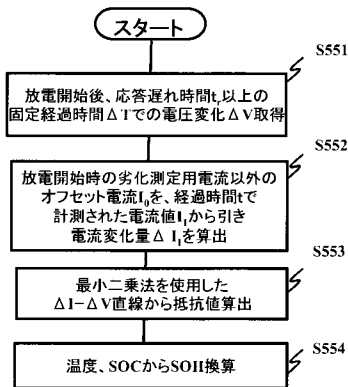 スタート
S551
放電開始後、応答遅れ時間tr以上の
固定経過時間ΔTでの電圧変化ΔV取得
S552
放電開始時の劣化測定用電流以外の
オフセット電流I0を、経過時間tで
計測された電流値I1から引き
電流変化量ΔI1を算出
S553
最小二乗法を使用した
ΔI−ΔV直線から抵抗値算出
S554
温度、SOCからSOH換算